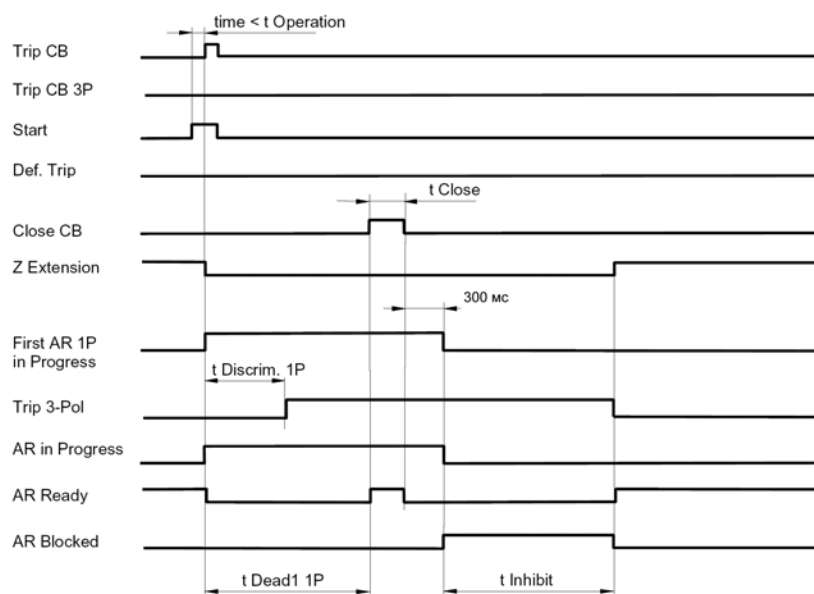 time < t Operation
Trip CB
Trip CB 3P
Start
Def. Trip
t Close
Close CB
Z Extension
300 мс
First AR 1P
in Progress
t Discrim. 1P
Trip 3-Pol
AR in Progress
AR Ready
AR Blocked
t Dead1 1P
t Inhibit